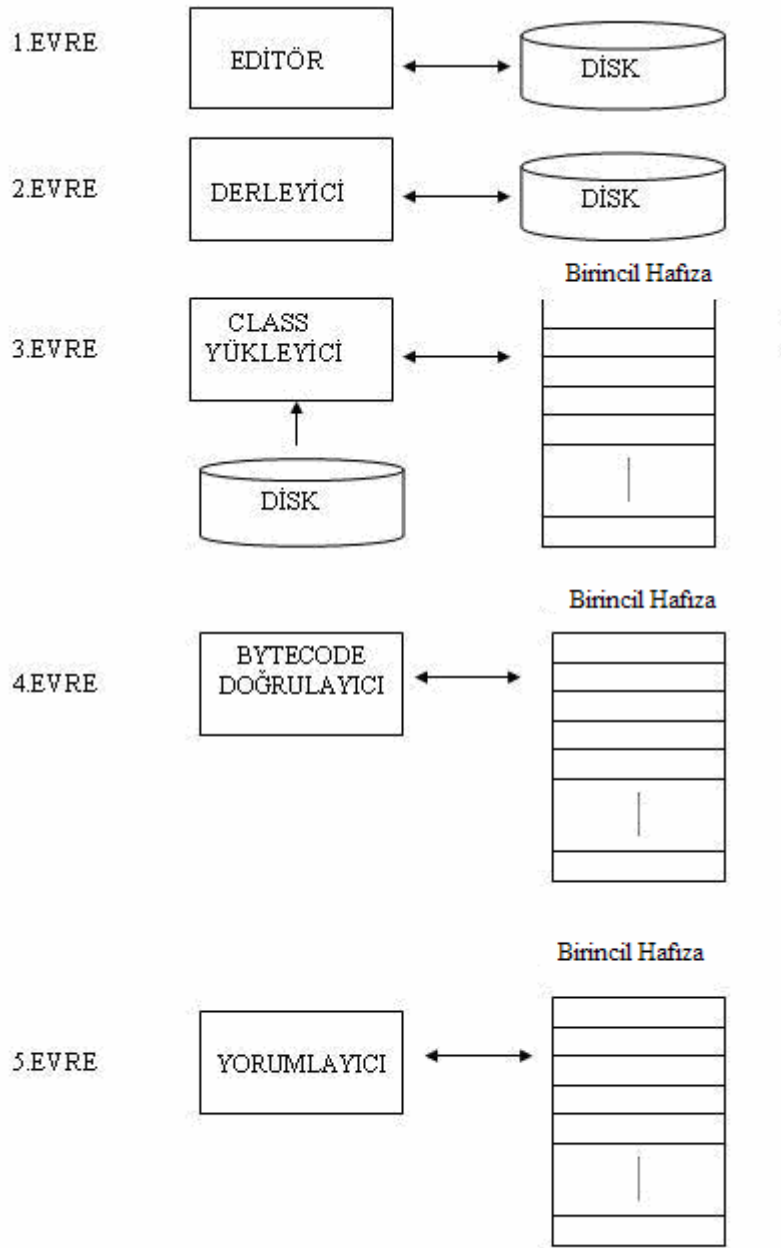 1.EVRE
EDİTÖR
DİSK
2.EVRE
DERLEYİCİ
DİSK
Birincil Hafıza
3.EVRE
CLASS
YÜKLEYİCİ
DİSK
Birincil Hafıza
4.EVRE
BYTECODE
DOĞRULAYICI
Birincil Hafıza
5.EVRE
YORUMLAYICI